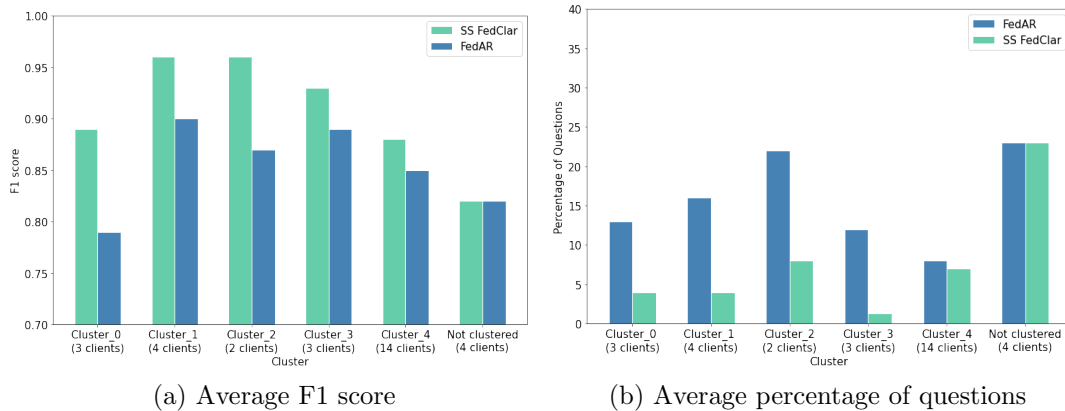 1.00
0.95
0.90
0.85
0.80
0.75
0.70
F1 score
SS FedClar
FedAR
Cluster_0
(3 clients)
Cluster_1
(4 clients)
Cluster_2
(2 clients)
Cluster_3
(3 clients)
Cluster_4
(14 clients)
Not clustered
(4 clients)
Cluster
(a) Average F1 score
40
35
30
25
20
15
10
5
0
Percentage of Questions
FedAR
SS FedClar
Cluster_0
(3 clients)
Cluster_1
(4 clients)
Cluster_2
(2 clients)
Cluster_3
(3 clients)
Cluster_4
(14 clients)
Not clustered
(4 clients)
Cluster
(b) Average percentage of questions